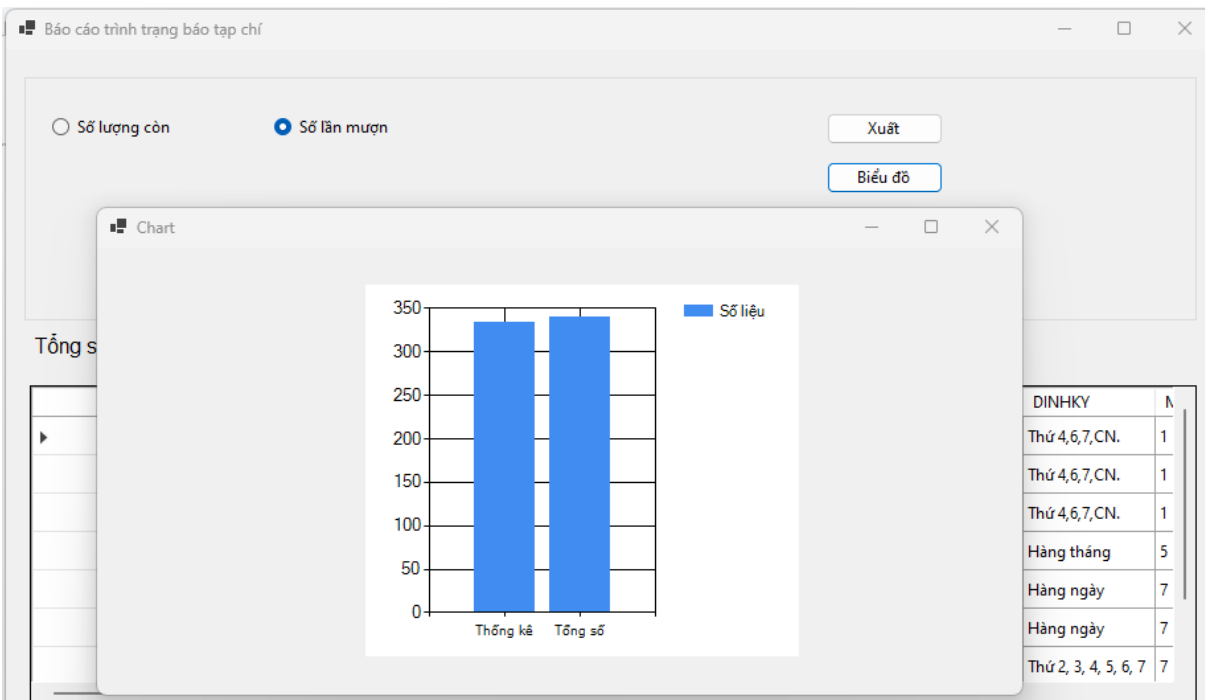 Báo cáo trình trạng báo tạp chí
Số lượng còn
Số lần mượn
Xuất
Biểu đồ
Chart
350
300
250
200
150
100
50
0
Thống kê
Tổng số
Số liệu
Tổng s
DINHKY
Thứ 4,6,7,CN.
1
Thứ 4,6,7,CN.
1
Thứ 4,6,7,CN.
1
Hàng tháng
5
Hàng ngày
7
Hàng ngày
7
Thứ 2, 3, 4, 5, 6, 7
7